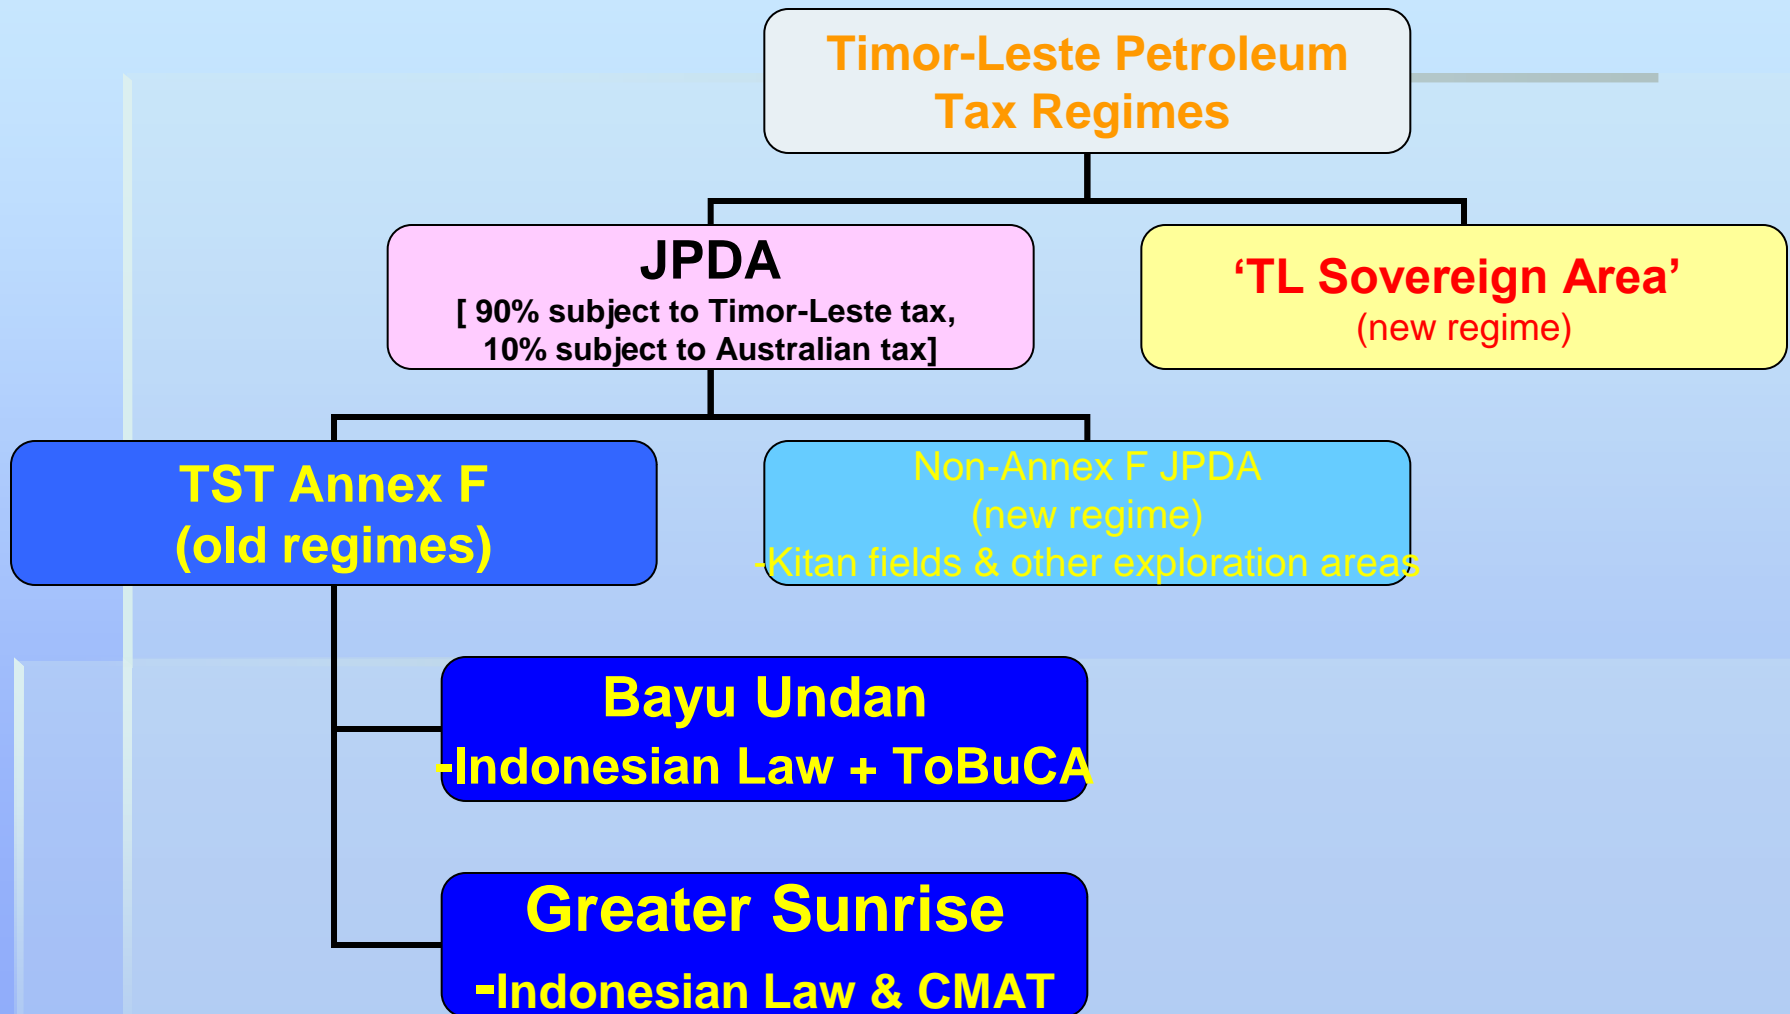 Timor-Leste Petroleum
Tax Regimes
JPDA
[ 90% subject to Timor-Leste tax,
10% subject to Australian tax]
‘TL Sovereign Area’
(new regime)
TST Annex F
(old regimes)
Non-Annex F JPDA
(new regime)
-Kitan fields & other exploration areas
Bayu Undan
-Indonesian Law + ToBuCA
Greater Sunrise
-Indonesian Law & CMAT